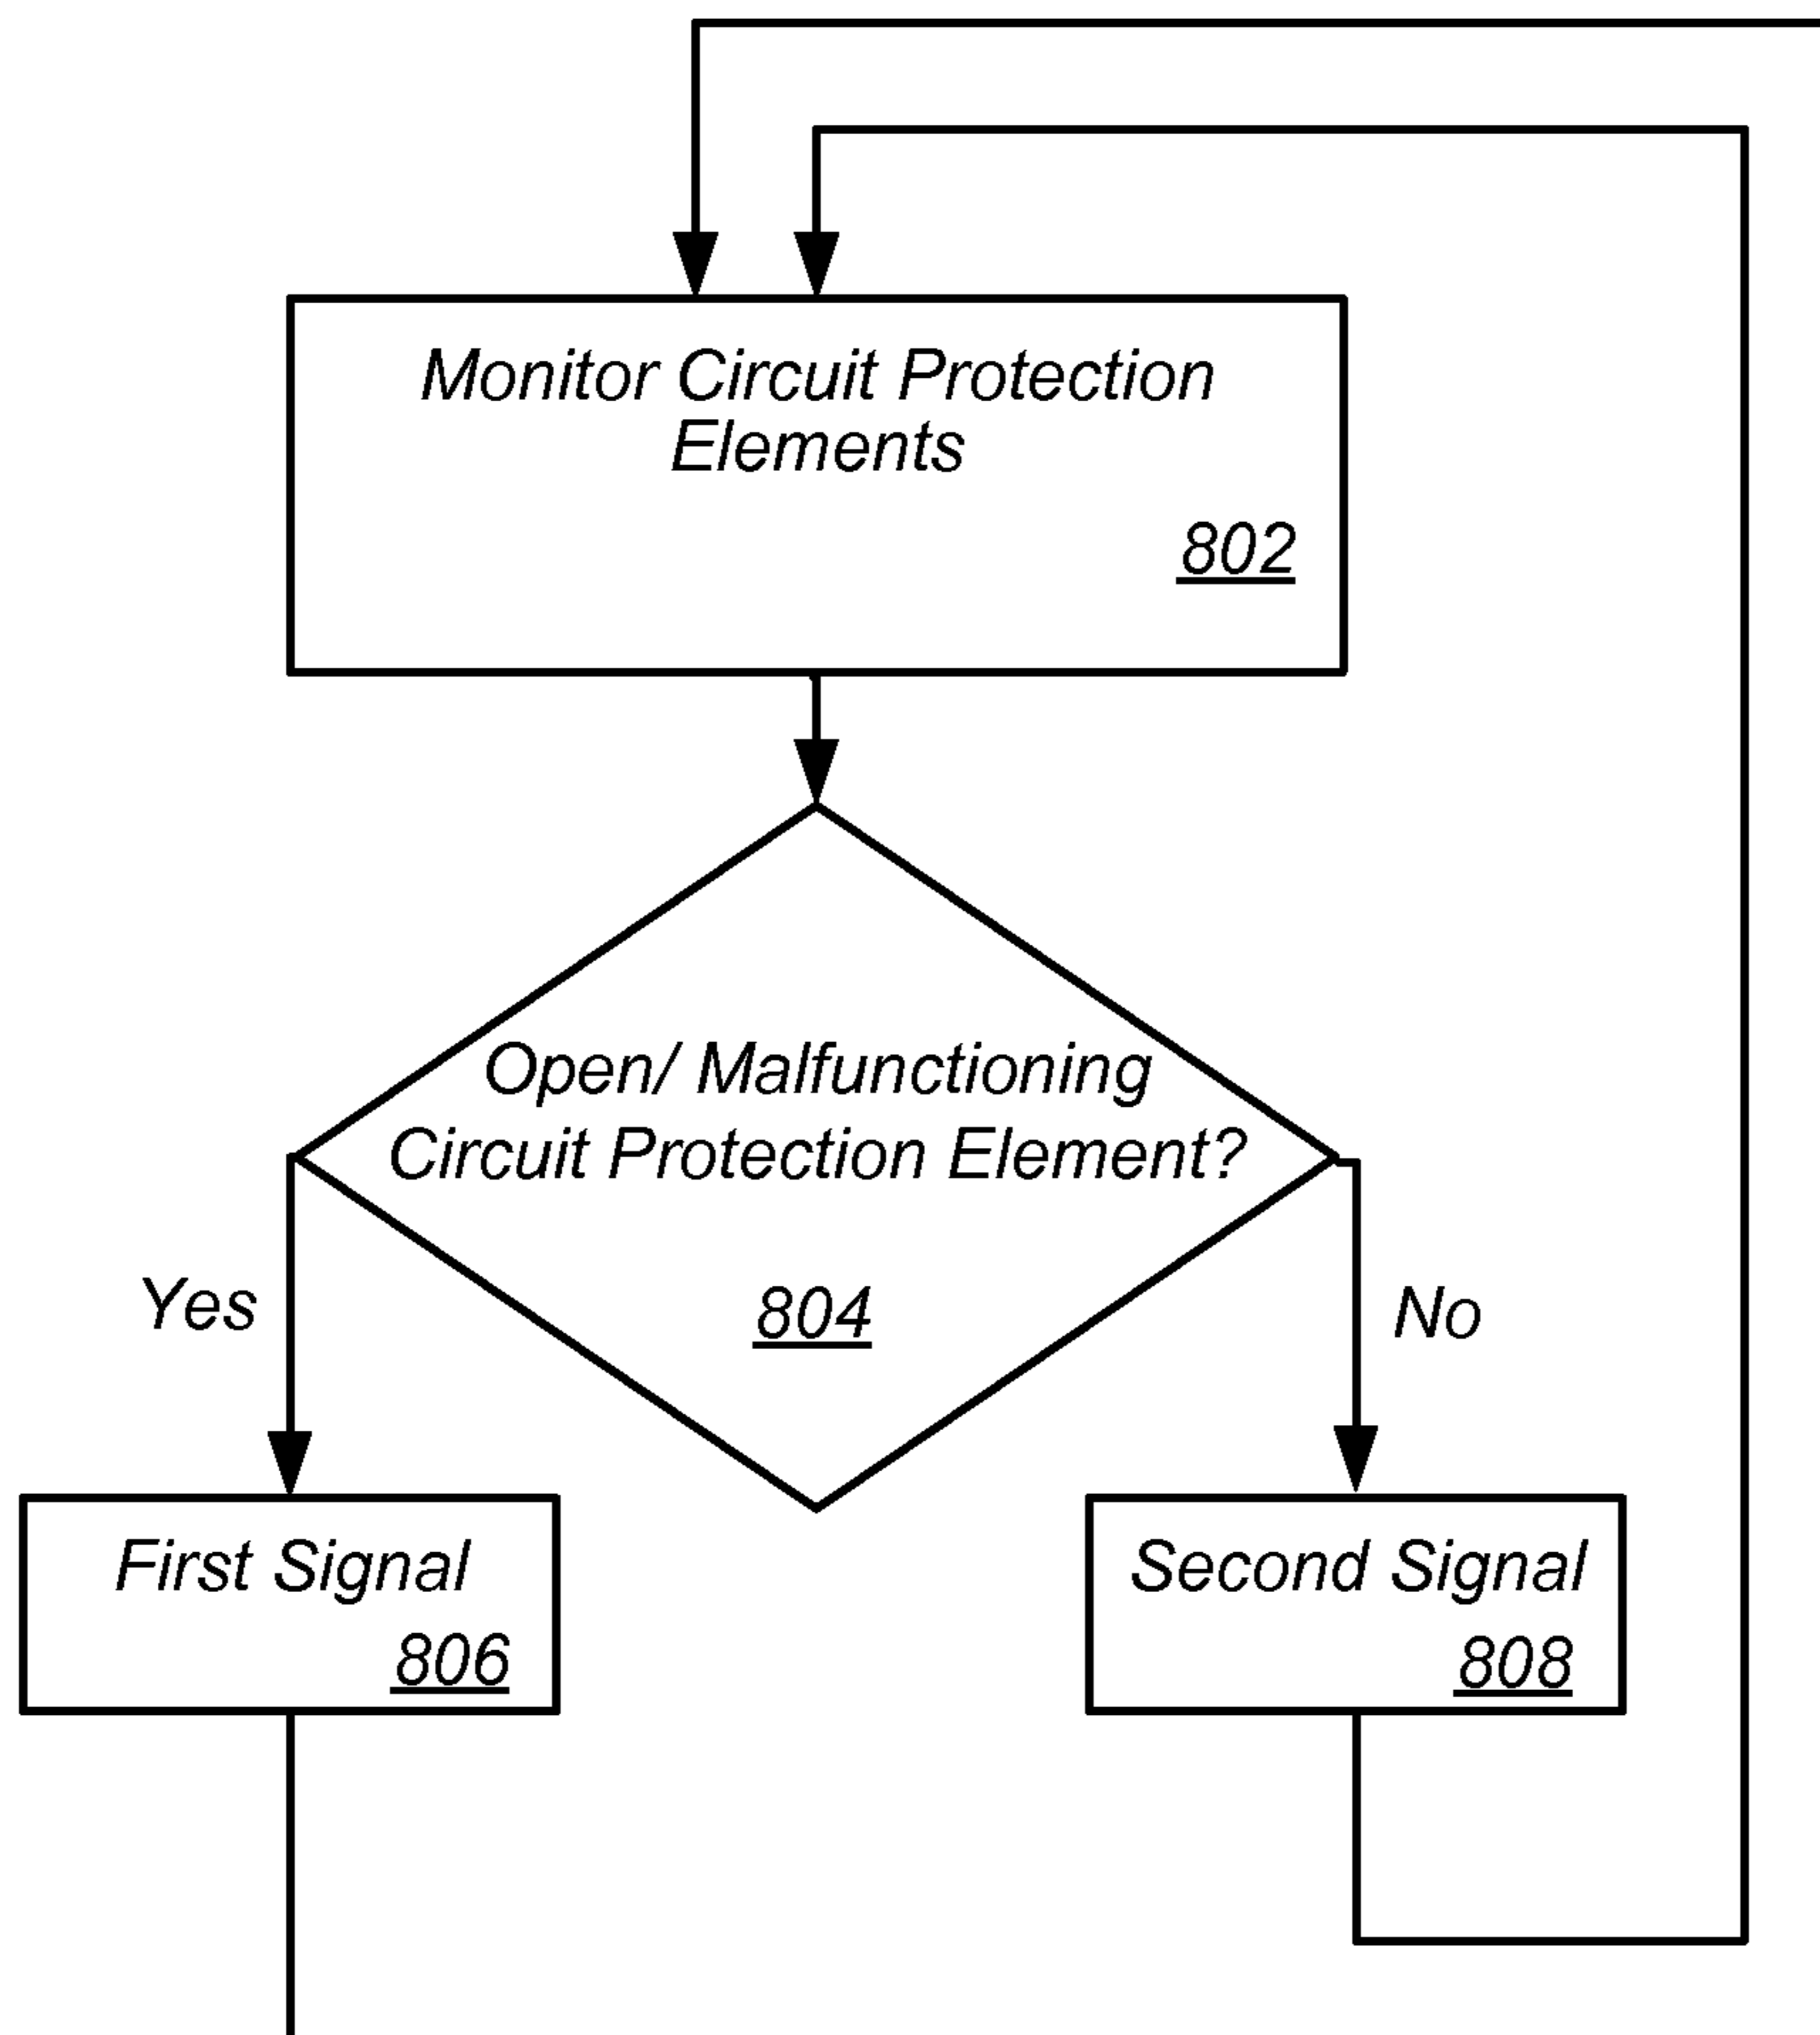 Monitor Circuit Protection
Elements
802
Open/ Malfunctioning
Circuit Protection Element?
804
Yes
No
First Signal
806
Second Signal
808